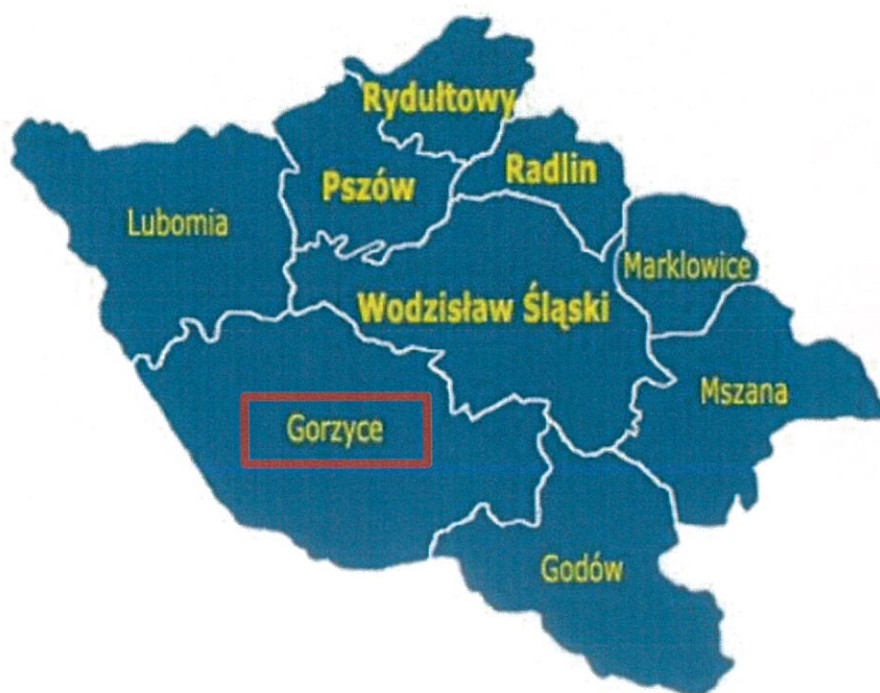 Rydułtowy
Radlin
Pszów
Lubomia
Marklowice
Wodzisław Śląski
Mszana
Gorzyce
Godów